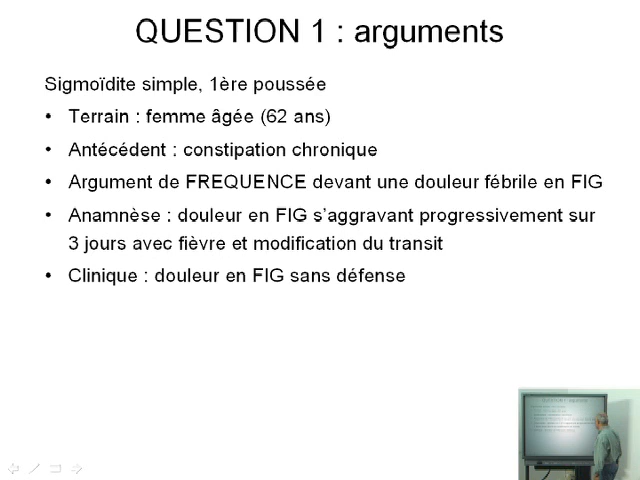 QUESTION 1 : arguments
Sigmoïdite simple, 1ère poussée
• Terrain : femme âgée (62 ans)
• Antécédent : constipation chronique
• Argument de FREQUENCE devant une douleur fébrile en FIG
• Anamnèse : douleur en FIG s’aggravant progressivement sur
3 jours avec fièvre et modification du transit
• Clinique : douleur en FIG sans défense